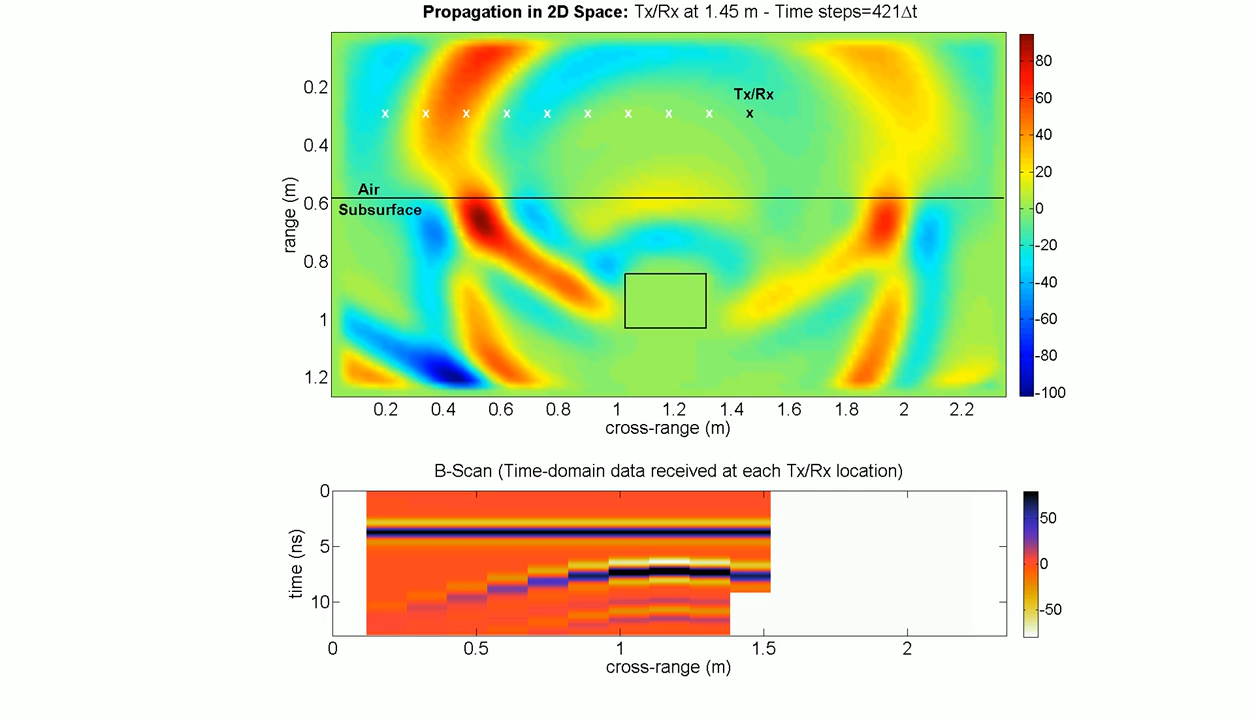 Propagation in 2D Space: Tx/Rx at 1.45 m - Time steps=421Δt
range (m)
0.2
0.4
0.6
0.8
1
1.2
Tx/Rx
x x x x x x x x x x
Air
Subsurface
0.2 0.4 0.6 0.8 1 1.2 1.4 1.6 1.8 2 2.2
cross-range (m)
80
60
40
20
0
-20
-40
-60
-80
-100
B-Scan (Time-domain data received at each Tx/Rx location)
time (ns)
0
5
10
0 0.5 1 1.5 2
cross-range (m)
50
0
-50